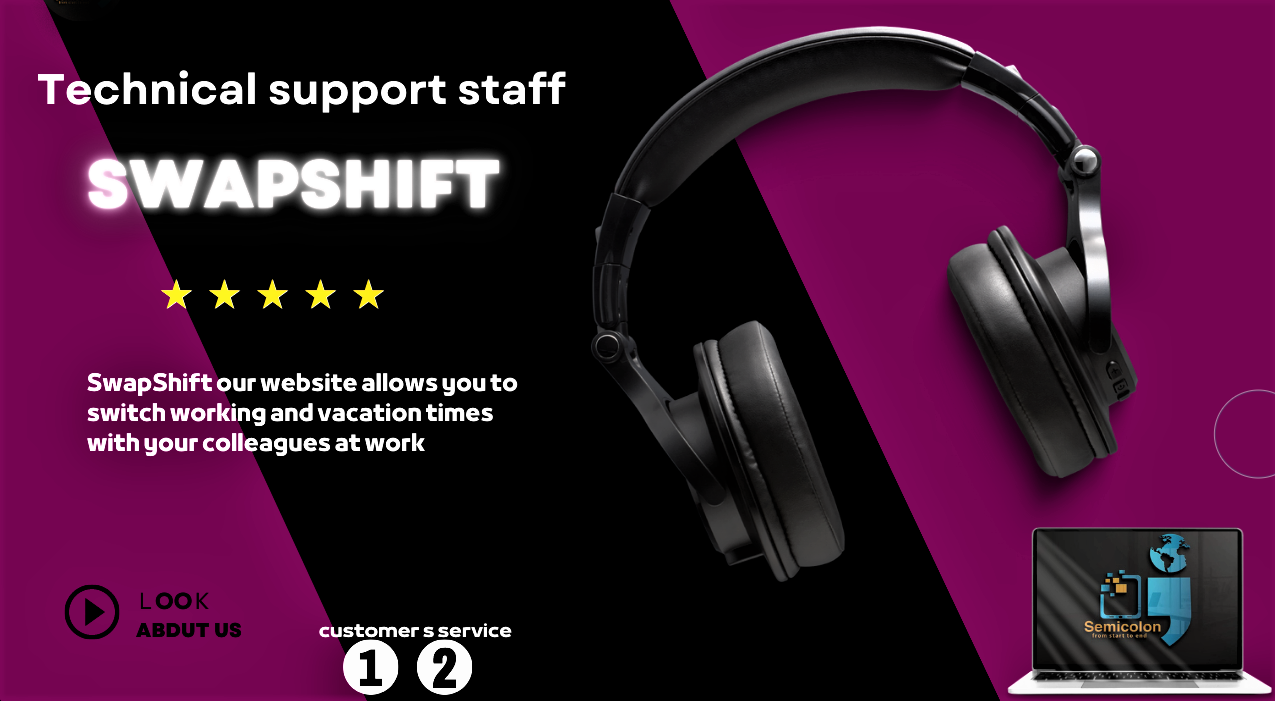 Technical support staff
SWAPSHIFT
SwapShift our website allows you to
switch working and vacation times
with your colleagues at work
LOOK
ABDUT US
customer s service
1 2
Semicolon
from start to end